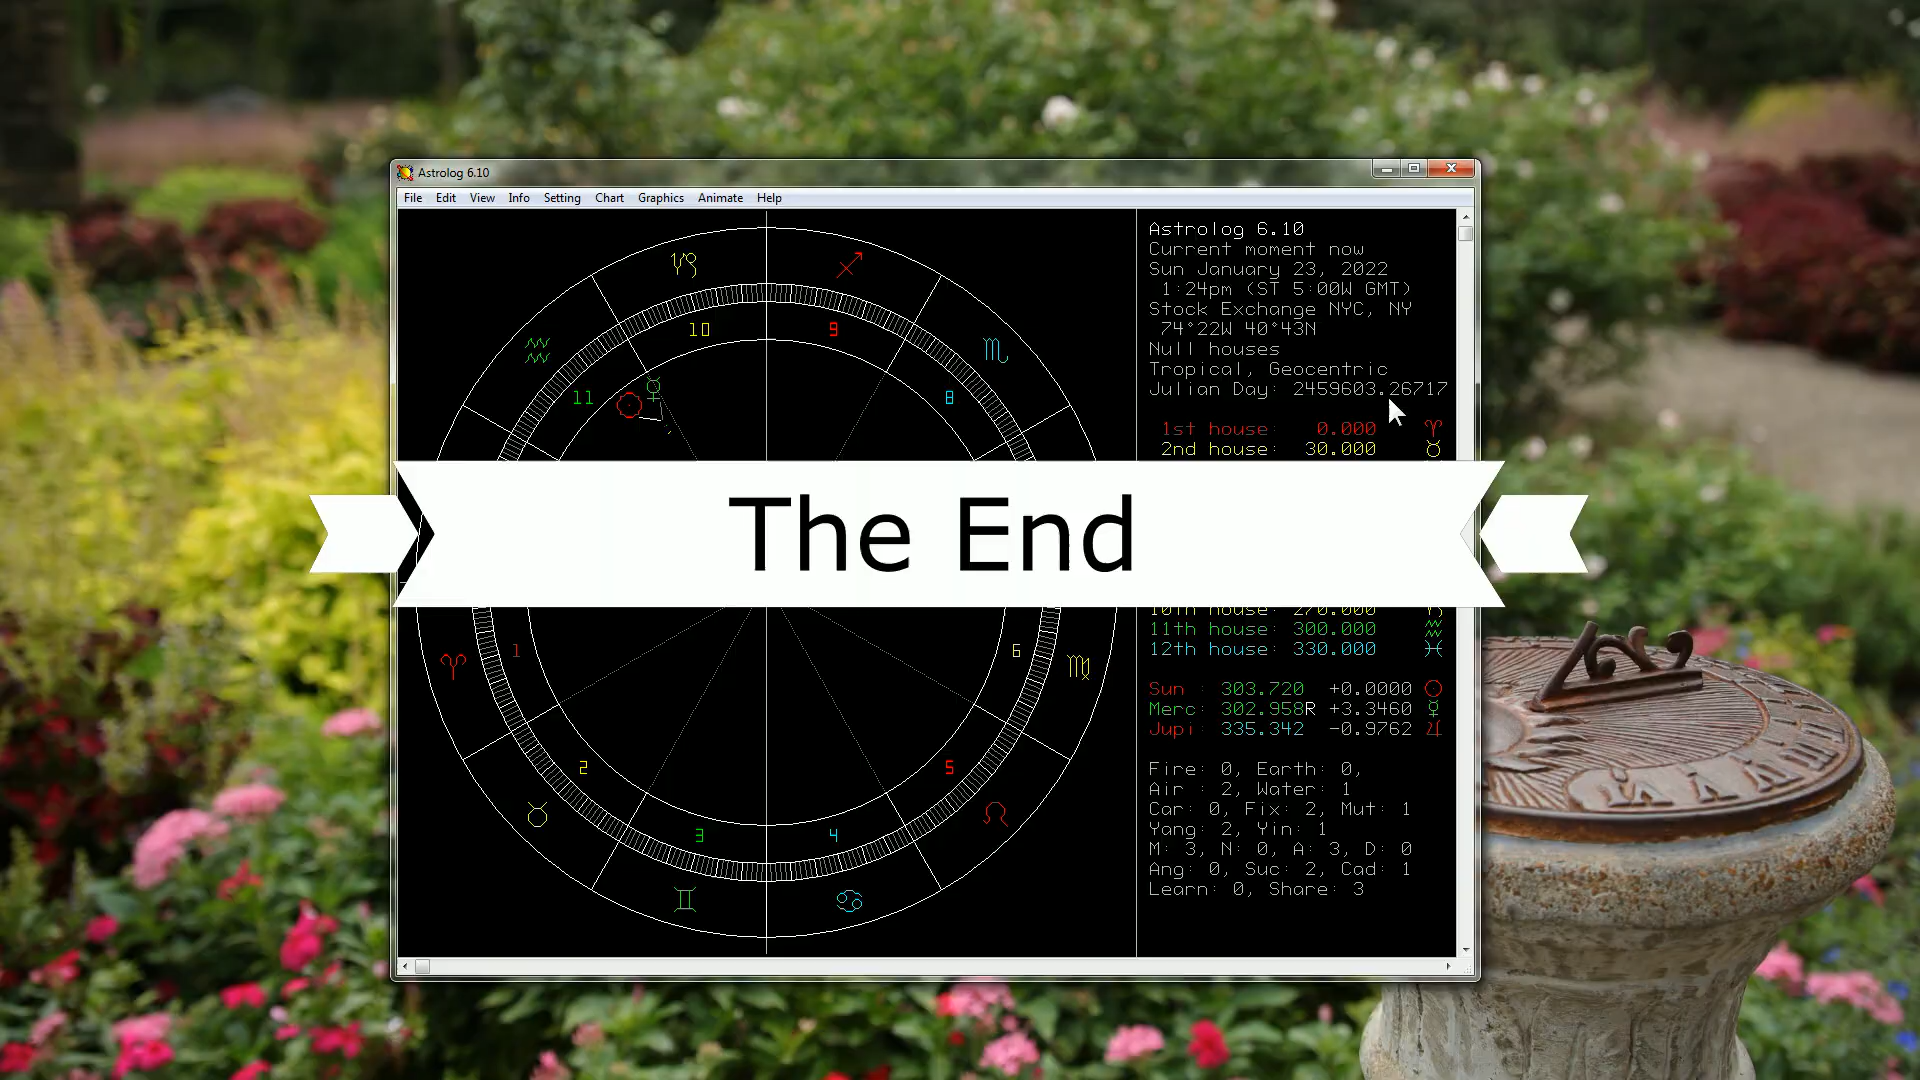 Astrolog 6.10
File Edit View Info Setting Chart Graphics Animate Help
Astrolog 6.10
Current moment now
Sun January 23, 2022
1:24pm (ST 5:00W GMT)
Stock Exchange NYC, NY
74°22W 40°43N
Null houses
Tropical, Geocentric
Julian Day: 2459603.26717
1st house: 0.000 ♈
2nd house: 30.000 ♉
The End
10th house: 270.000 ♑
11th house: 300.000 ♒
12th house: 330.000 ♓
Sun : 303.720 +0.0000 ☉
Merc: 302.958R +3.3460 ☿
Jupi: 335.342 -0.9762 ♃
Fire: 0, Earth: 0,
Air : 2, Water: 1
Car: 0, Fix: 2, Mut: 1
Yang: 2, Yin: 1
M: 3, N: 0, A: 3, D: 0
Ang: 0, Suc: 2, Cad: 1
Learn: 0, Share: 3
♑ ♐
10 9
♒ ♏
11 8
☉ ☿
1 6
♈ ♍
2 5
♉ ♌
3 4
♊ ♋